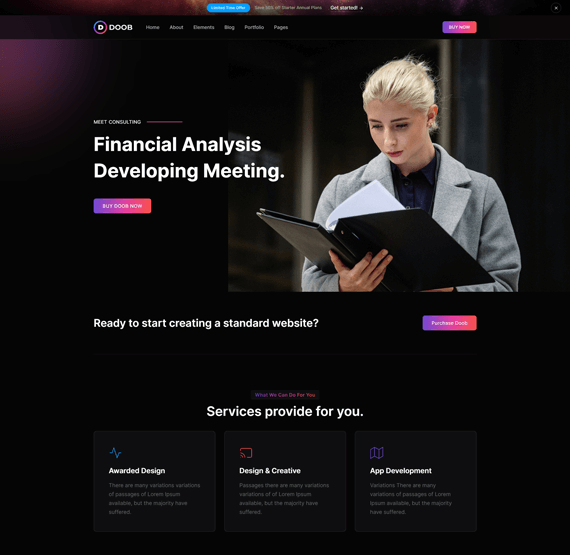 Limited Time Offer Save 50% off Starter Annual Plans Get started!
D DOOB Home About Elements Blog Portfolio Pages BUY NOW
MEET CONSULTING
Financial Analysis
Developing Meeting.
BUY DOOB NOW
Ready to start creating a standard website? Purchase Doob
What We Can Do For You
Services provide for you.
Awarded Design
There are many variations variations
of passages of Lorem Ipsum
available, but the majority have
suffered.
Design & Creative
Passages there are many variations
variations of of Lorem Ipsum
available, but the majority have
suffered.
App Development
Variations There are many
variations of passages of Lorem
Ipsum available, but the majority
have suffered.